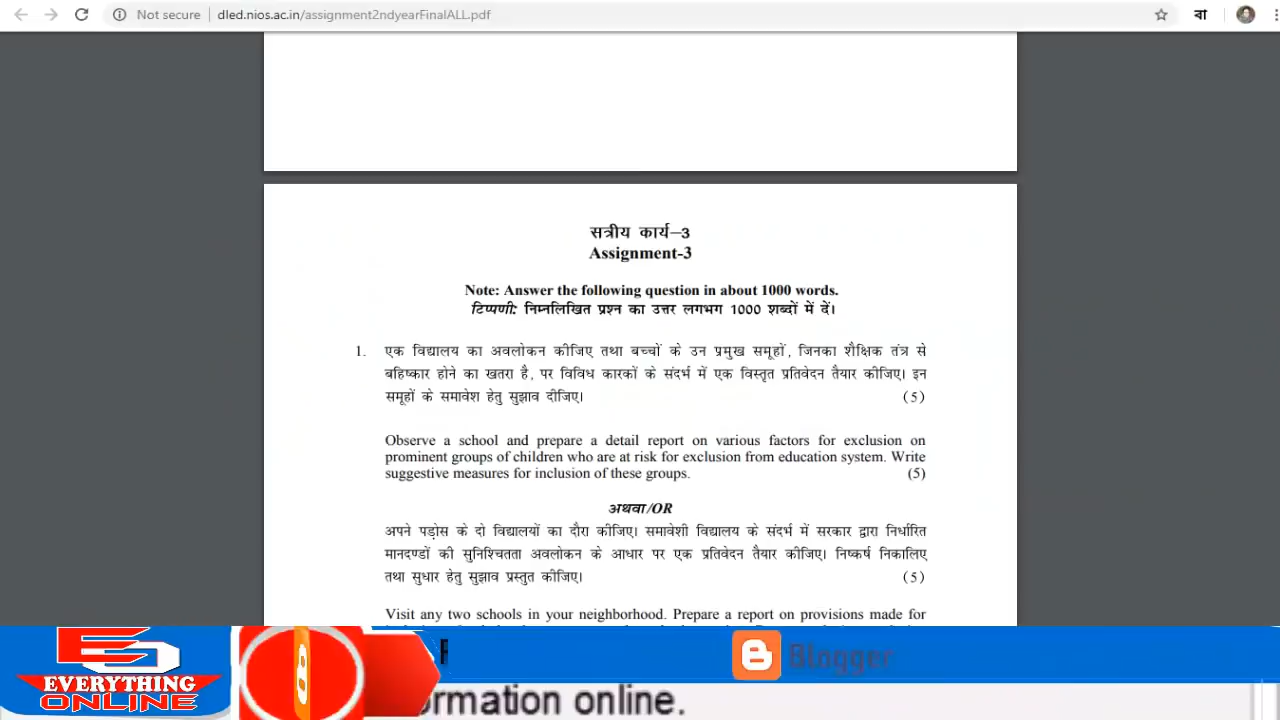 Not secure
dled.nios.ac.in/assignment2ndyearFinalALL.pdf
বা
सत्रीय कार्य–3
Assignment-3
Note: Answer the following question in about 1000 words.
टिप्पणी: निम्नलिखित प्रश्न का उत्तर लगभग 1000 शब्दों में दें।
1. एक विद्यालय का अवलोकन कीजिए तथा बच्चों के उन प्रमुख समूहों, जिनका शैक्षिक तंत्र से
बहिष्कार होने का खतरा है, पर विविध कारकों के संदर्भ में एक विस्तृत प्रतिवेदन तैयार कीजिए। इन
समूहों के समावेश हेतु सुझाव दीजिए। (5)
Observe a school and prepare a detail report on various factors for exclusion on
prominent groups of children who are at risk for exclusion from education system. Write
suggestive measures for inclusion of these groups. (5)
अथवा/OR
अपने पड़ोस के दो विद्यालयों का दौरा कीजिए। समावेशी विद्यालय के संदर्भ में सरकार द्वारा निर्धारित
मानदण्डों की सुनिश्चितता अवलोकन के आधार पर एक प्रतिवेदन तैयार कीजिए। निष्कर्ष निकालिए
तथा सुधार हेतु सुझाव प्रस्तुत कीजिए। (5)
Visit any two schools in your neighborhood. Prepare a report on provisions made for
Blogger
EVERYTHING
ONLINE
ormation online.